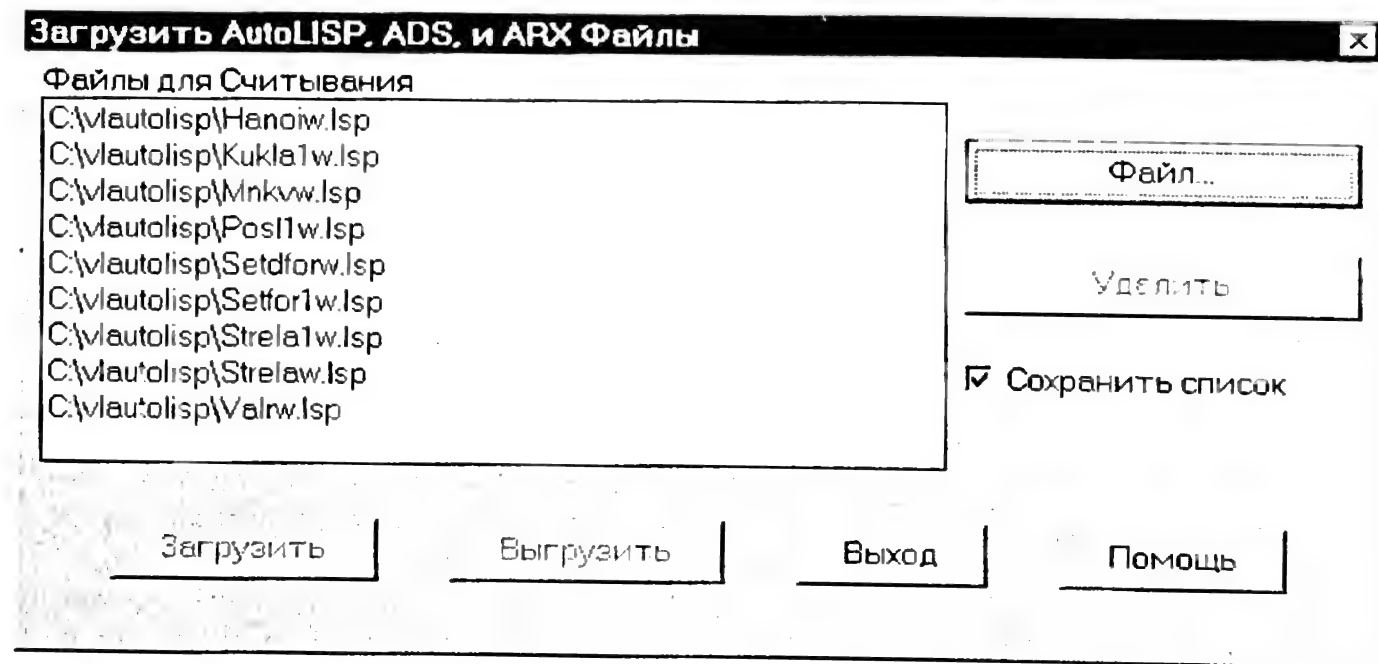 Загрузить AutoLISP, ADS, и ARX Файлы
Файлы для Считывания
C:\vlautolisp\Hanoiw.lsp
C:\vlautolisp\Kukla1w.lsp
C:\vlautolisp\Mnkvw.lsp
C:\vlautolisp\Posl1w.lsp
C:\vlautolisp\Setdforw.lsp
C:\vlautolisp\Setfor1w.lsp
C:\vlautolisp\Strela1w.lsp
C:\vlautolisp\Strelaw.lsp
C:\vlautolisp\Valrw.lsp
Файл...
Уделить
Сохранить список
Загрузить
Выгрузить
Выход
Помощь